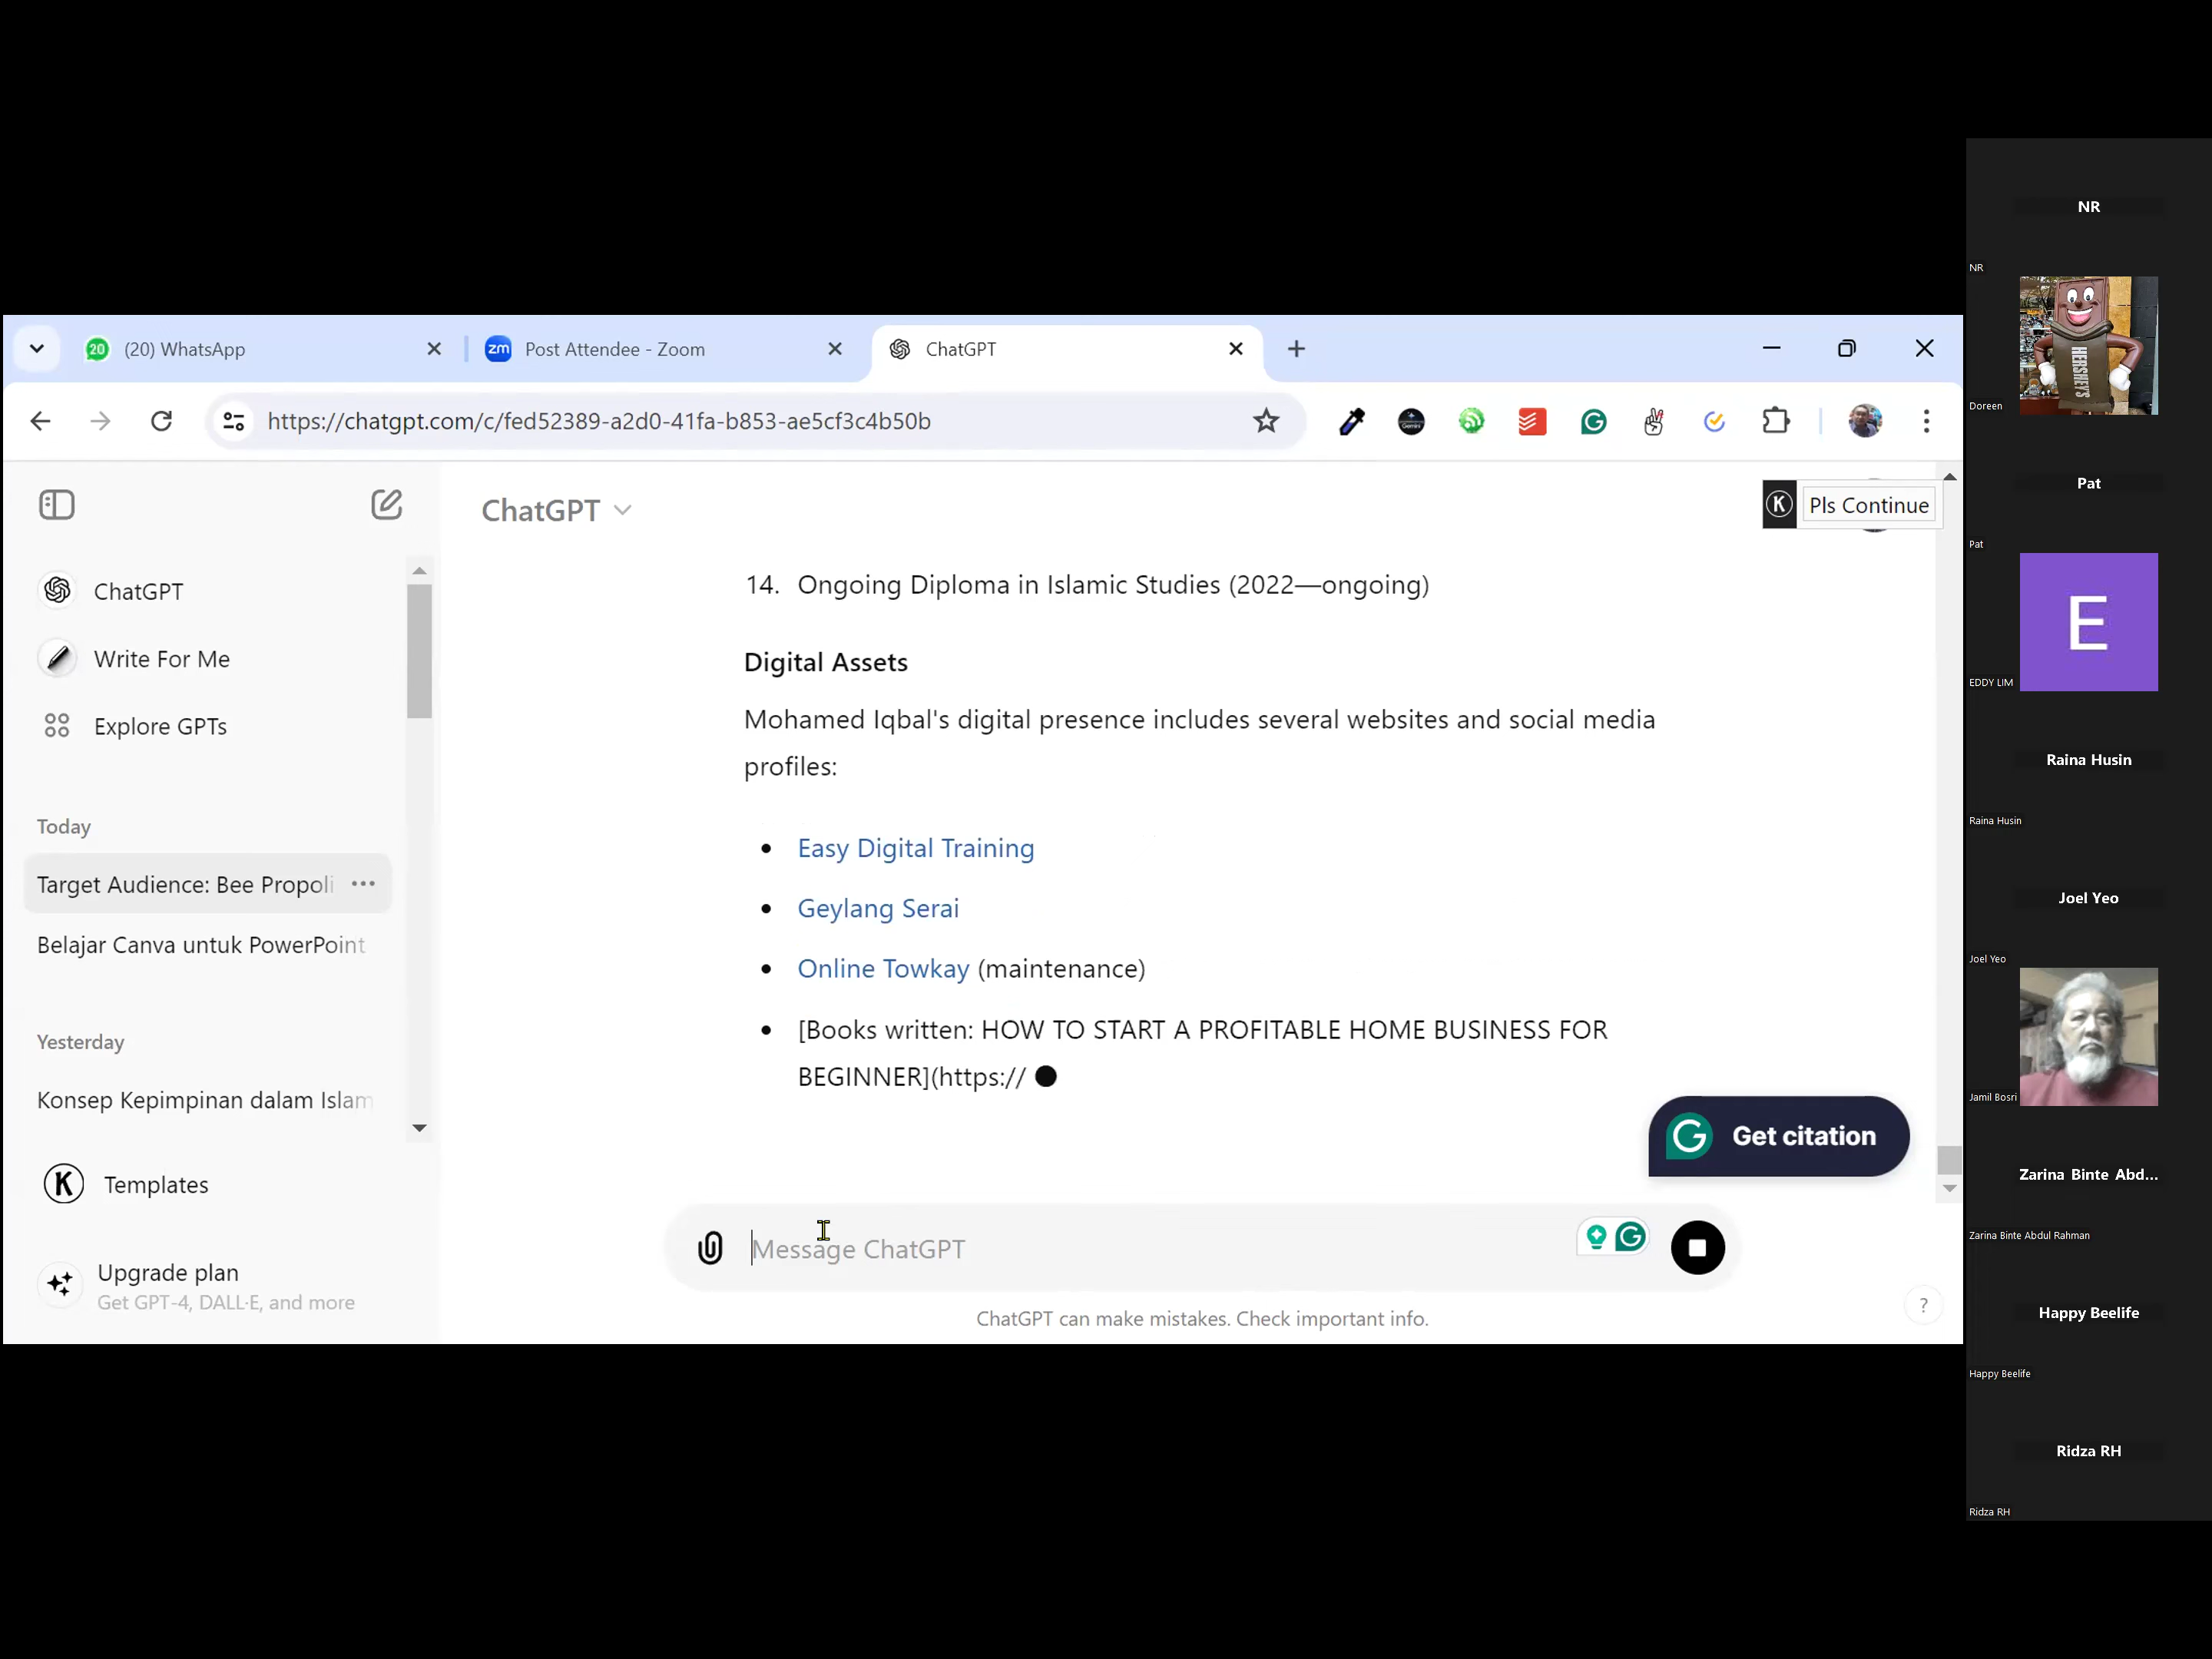 20
(20) WhatsApp
zm
Post Attendee - Zoom
ChatGPT
https://chatgpt.com/c/fed52389-a2d0-41fa-b853-ae5cf3c4b50b
ChatGPT
Write For Me
Explore GPTs
Today
Target Audience: Bee Propoli
Belajar Canva untuk PowerPoint
Yesterday
Konsep Kepimpinan dalam Islam
K
Templates
Upgrade plan
Get GPT-4, DALL·E, and more
ChatGPT
K
Pls Continue
14. Ongoing Diploma in Islamic Studies (2022—ongoing)
Digital Assets
Mohamed Iqbal's digital presence includes several websites and social media
profiles:
• Easy Digital Training
• Geylang Serai
• Online Towkay (maintenance)
• [Books written: HOW TO START A PROFITABLE HOME BUSINESS FOR
BEGINNER](https://
Get citation
Message ChatGPT
ChatGPT can make mistakes. Check important info.
?
NR
NR
HERSHEY'S
Doreen
Pat
Pat
E
EDDY LIM
Raina Husin
Raina Husin
Joel Yeo
Joel Yeo
Jamil Bosri
Zarina Binte Abd...
Zarina Binte Abdul Rahman
Happy Beelife
Happy Beelife
Ridza RH
Ridza RH